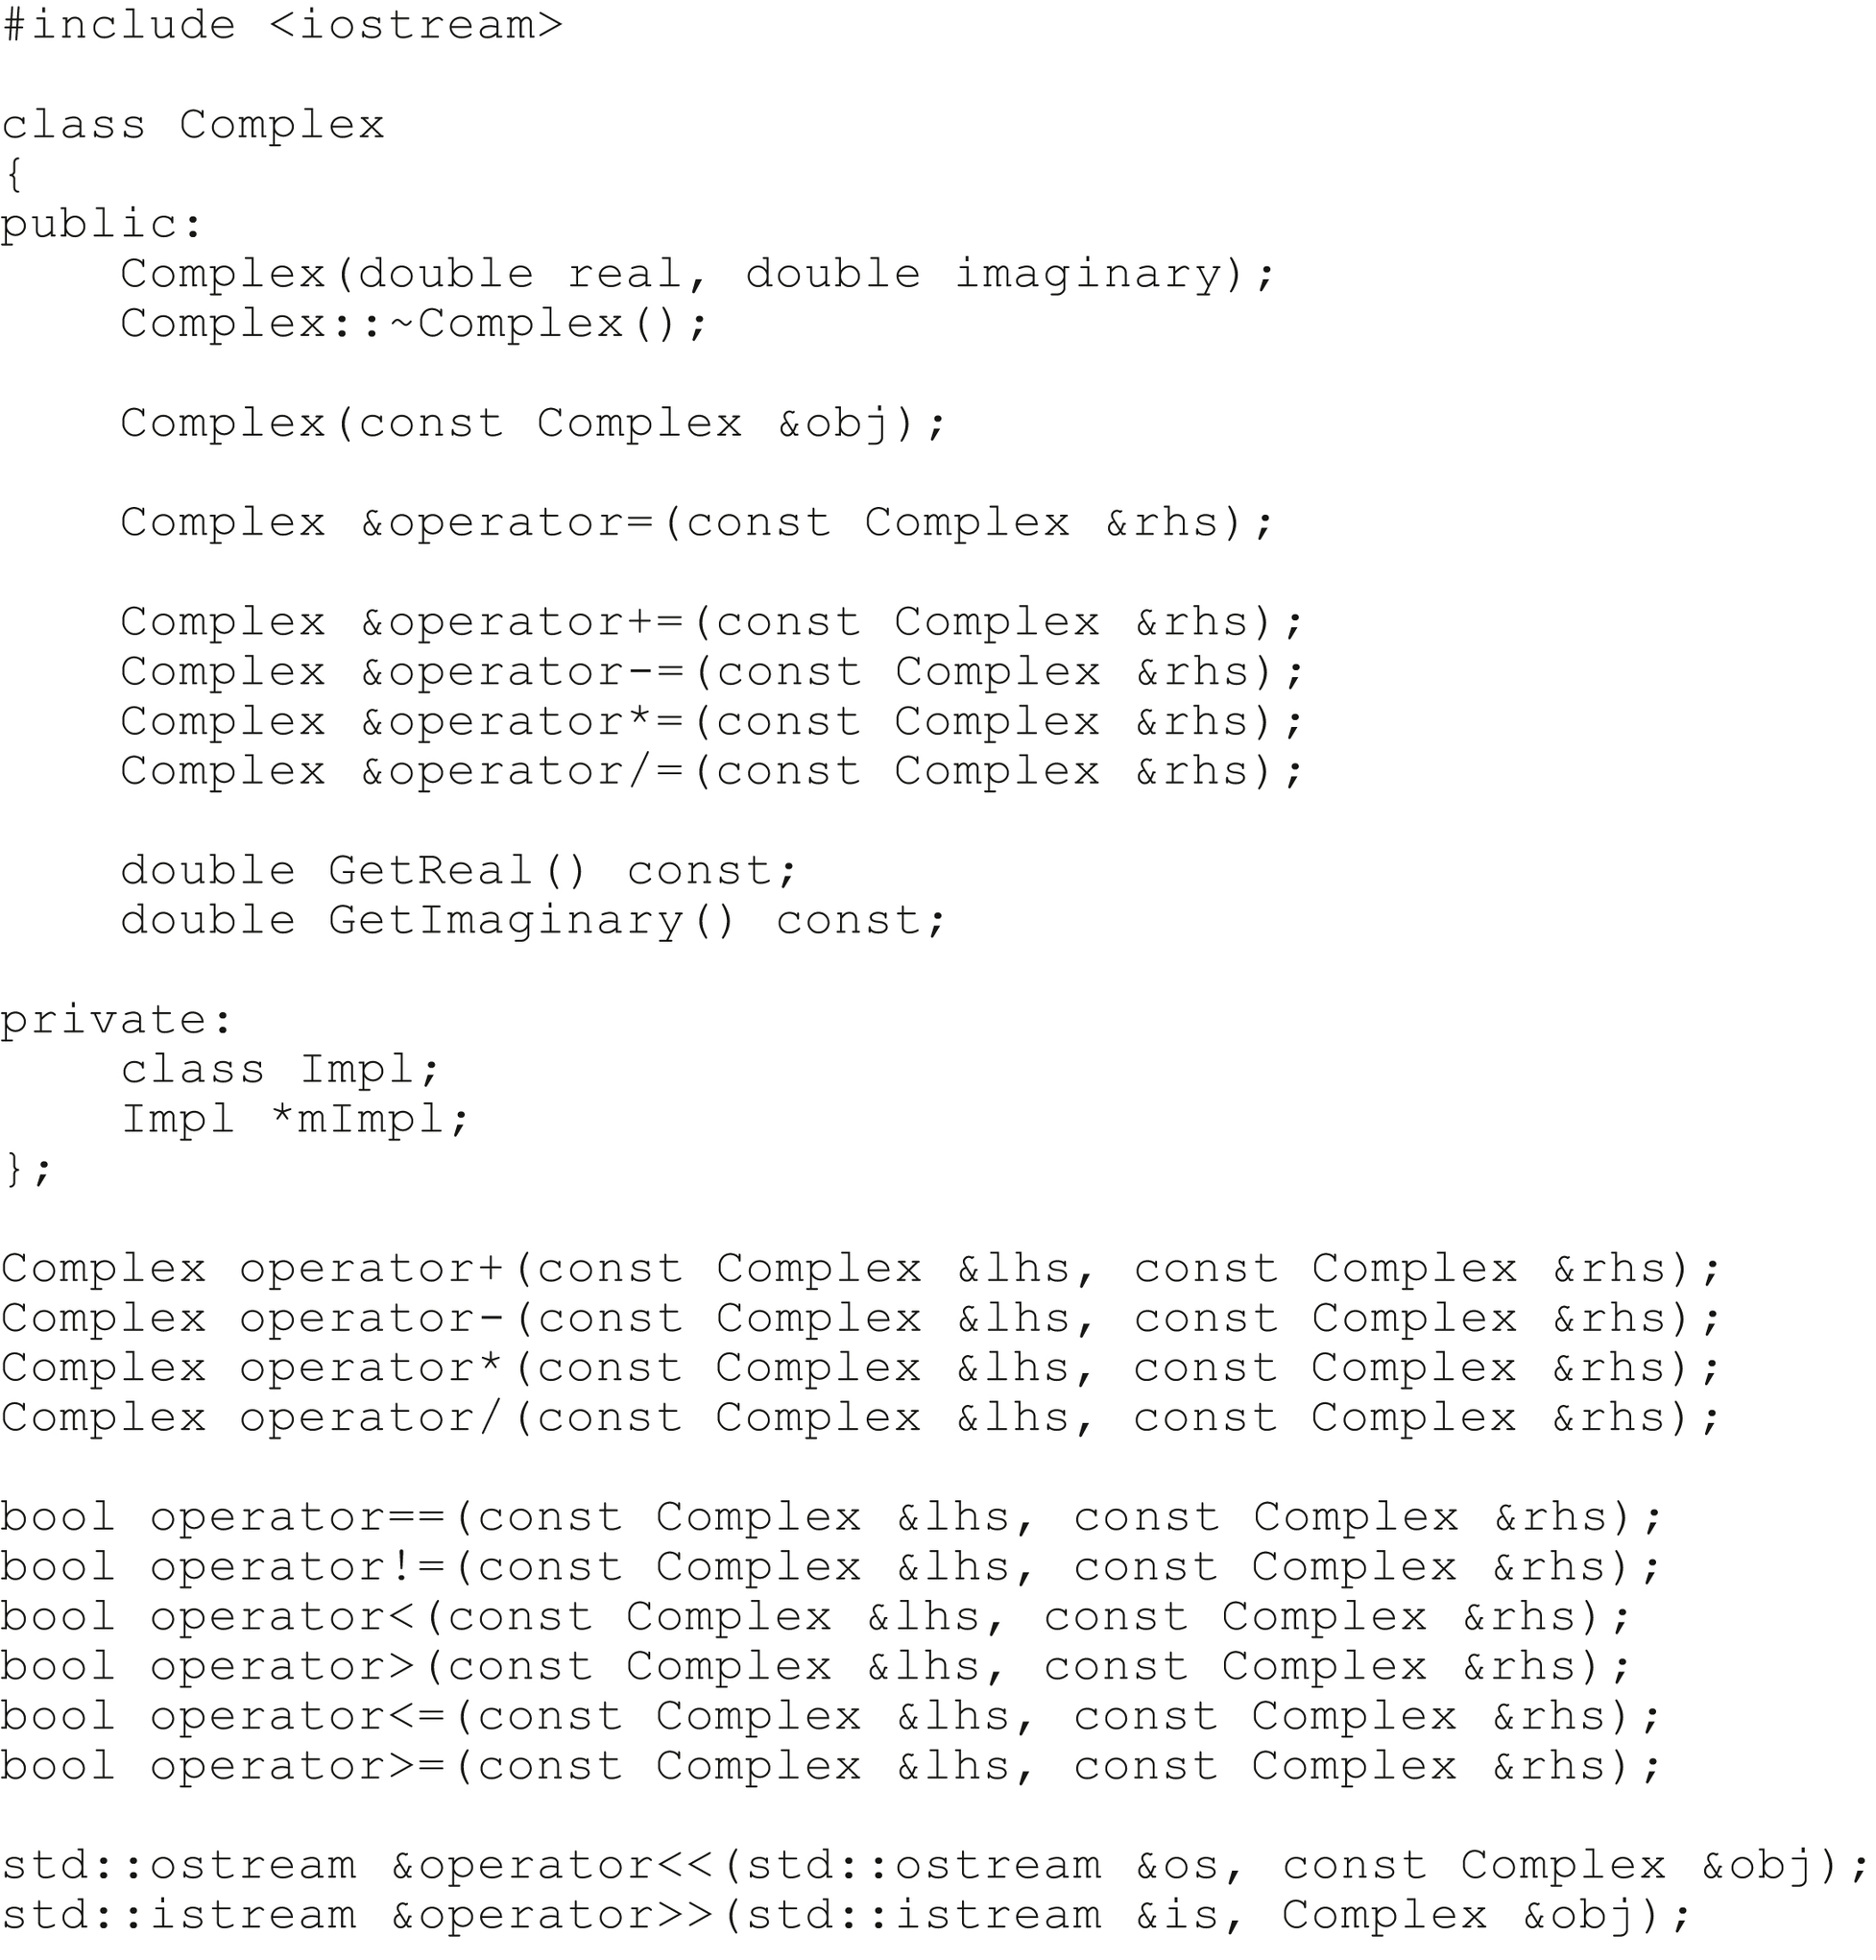 #include <iostream>

class Complex
{
public:
    Complex(double real, double imaginary);
    Complex::~Complex();

    Complex(const Complex &obj);

    Complex &operator=(const Complex &rhs);

    Complex &operator+=(const Complex &rhs);
    Complex &operator-=(const Complex &rhs);
    Complex &operator*=(const Complex &rhs);
    Complex &operator/=(const Complex &rhs);

    double GetReal() const;
    double GetImaginary() const;

private:
    class Impl;
    Impl *mImpl;
};

Complex operator+(const Complex &lhs, const Complex &rhs);
Complex operator-(const Complex &lhs, const Complex &rhs);
Complex operator*(const Complex &lhs, const Complex &rhs);
Complex operator/(const Complex &lhs, const Complex &rhs);

bool operator==(const Complex &lhs, const Complex &rhs);
bool operator!=(const Complex &lhs, const Complex &rhs);
bool operator<(const Complex &lhs, const Complex &rhs);
bool operator>(const Complex &lhs, const Complex &rhs);
bool operator<=(const Complex &lhs, const Complex &rhs);
bool operator>=(const Complex &lhs, const Complex &rhs);

std::ostream &operator<<(std::ostream &os, const Complex &obj);
std::istream &operator>>(std::istream &is, Complex &obj);